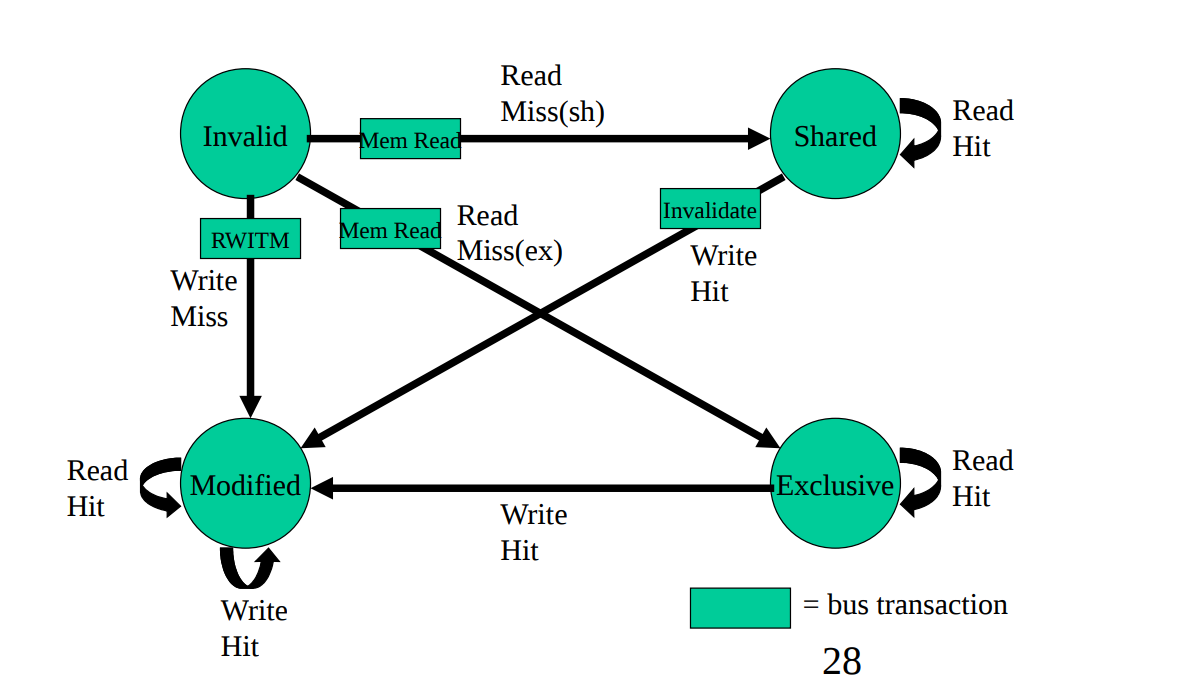 Read
Miss(sh)
Invalid
Mem Read
Shared
Read
Hit
RWITM
Mem Read
Read
Miss(ex)
Invalidate
Write
Hit
Write
Miss
Read
Hit
Modified
Write
Hit
Exclusive
Read
Hit
Write
Hit
= bus transaction
28